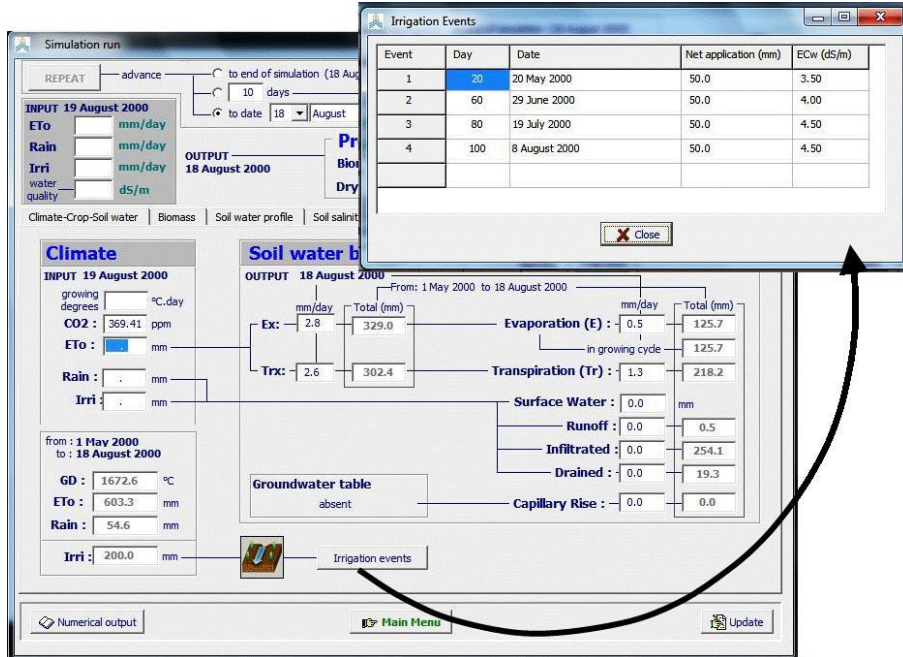 Irrigation Events
Event Day Date Net application (mm) ECw (dS/m)
1 20 20 May 2000 50.0 3.50
2 60 29 June 2000 50.0 4.00
3 80 19 July 2000 50.0 4.50
4 100 8 August 2000 50.0 4.50
Close
Simulation run
REPEAT advance to end of simulation (18 Aug
10 days
to date 18 August
INPUT 19 August 2000
ETo mm/day
Rain mm/day
Irri mm/day
water
quality dS/m
OUTPUT
18 August 2000
Pr
Bio
Dry
Climate-Crop-Soil water Biomass Soil water profile Soil salinit
Climate
INPUT 19 August 2000
growing
degrees °C.day
CO2 : 369.41 ppm
ETo : . mm
Rain : . mm
Irri : . mm
from : 1 May 2000
to : 18 August 2000
GD : 1672.6 °C
ETo : 603.3 mm
Rain : 54.6 mm
Irri : 200.0 mm
Soil water b
OUTPUT 18 August 2000
From: 1 May 2000 to 18 August 2000
mm/day Total (mm) mm/day Total (mm)
Ex: 2.8 329.0 Evaporation (E) : 0.5 125.7
in growing cycle 125.7
Trx: 2.6 302.4 Transpiration (Tr) : 1.3 218.2
Surface Water : 0.0 mm
Runoff : 0.0 0.5
Infiltrated : 0.0 254.1
Drained : 0.0 19.3
Groundwater table
absent
Capillary Rise : 0.0 0.0
Irrigation events
Numerical output Main Menu Update